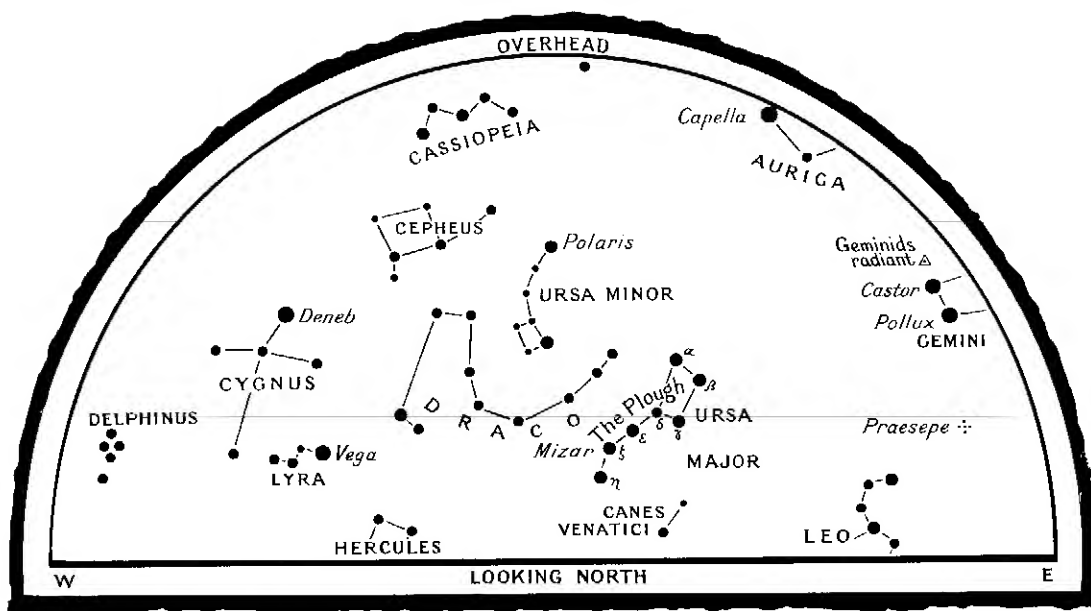 OVERHEAD
Capella
CASSIOPEIA
AURIGA
CEPHEUS
Polaris
Geminids
radiant
Castor
URSA MINOR
Deneb
Pollux
GEMINI
α
β
CYGNUS
The Plough
DELPHINUS
DRACO
δ
γ
URSA
Praesepe
ε
Mizar
ξ
Vega
LYRA
MAJOR
η
CANES
VENATICI
LEO
HERCULES
W
LOOKING NORTH
E